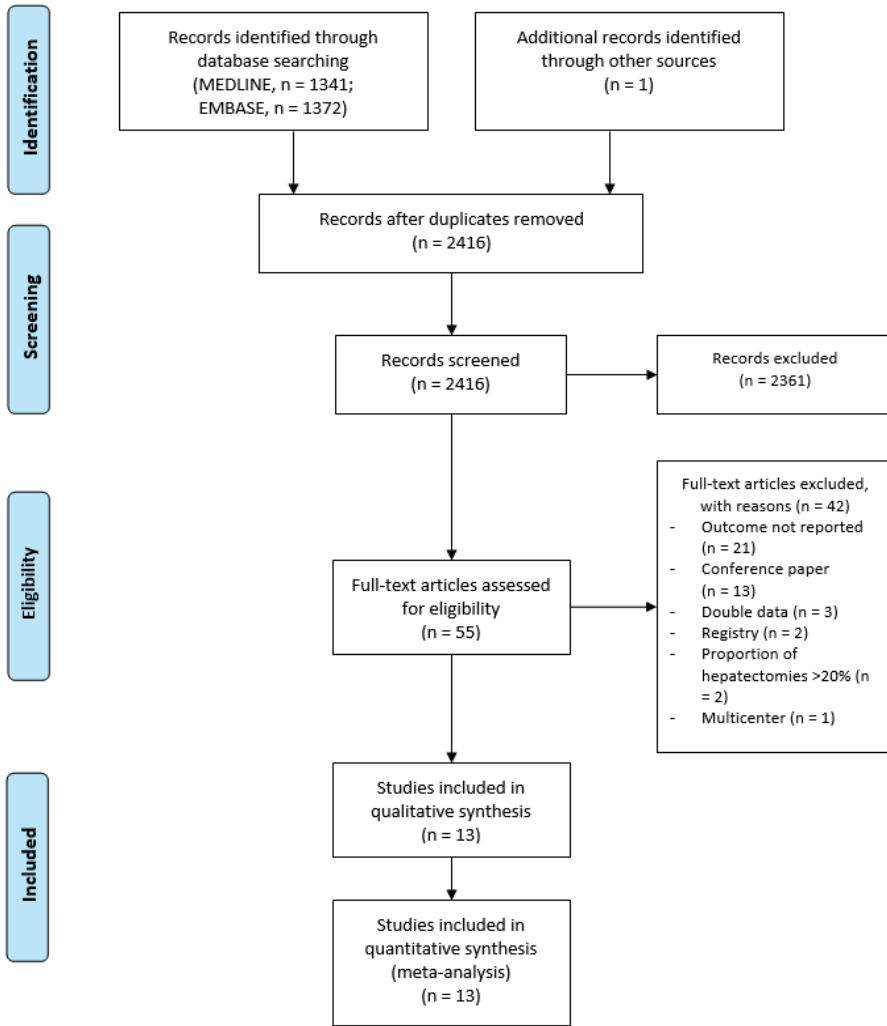 Identification
Records identified through
database searching
(MEDLINE, n = 1341;
EMBASE, n = 1372)
Additional records identified
through other sources
(n = 1)
Records after duplicates removed
(n = 2416)
Screening
Records screened
(n = 2416)
Records excluded
(n = 2361)
Eligibility
Full-text articles assessed
for eligibility
(n = 55)
Full-text articles excluded,
with reasons (n = 42)
- Outcome not reported
(n = 21)
- Conference paper
(n = 13)
- Double data (n = 3)
- Registry (n = 2)
- Proportion of
hepatectomies >20% (n
= 2)
- Multicenter (n = 1)
Included
Studies included in
qualitative synthesis
(n = 13)
Studies included in
quantitative synthesis
(meta-analysis)
(n = 13)